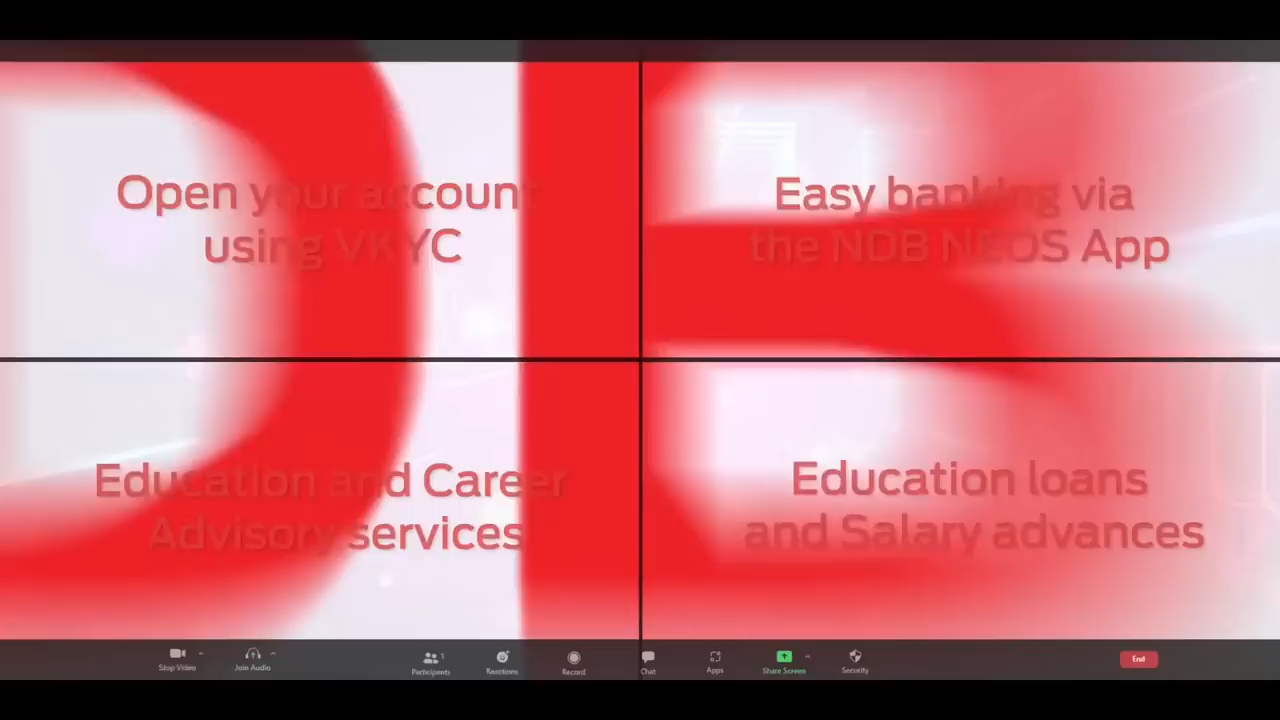 Open your account
using VKYC
Easy banking via
the NDB NEOS App
Education and Career
Advisory services
Education loans
and Salary advances
Stop Video
Join Audio
Participants
1
Reactions
Record
Chat
Apps
Share Screen
Security
End